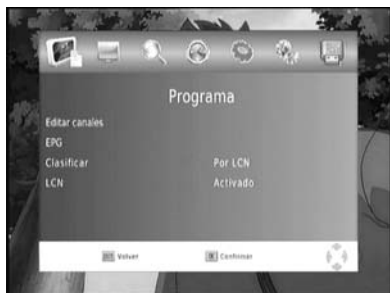 Programa
Editar canales
EPG
Clasificar Por LCN
LCN Activado
Volver Confirmar